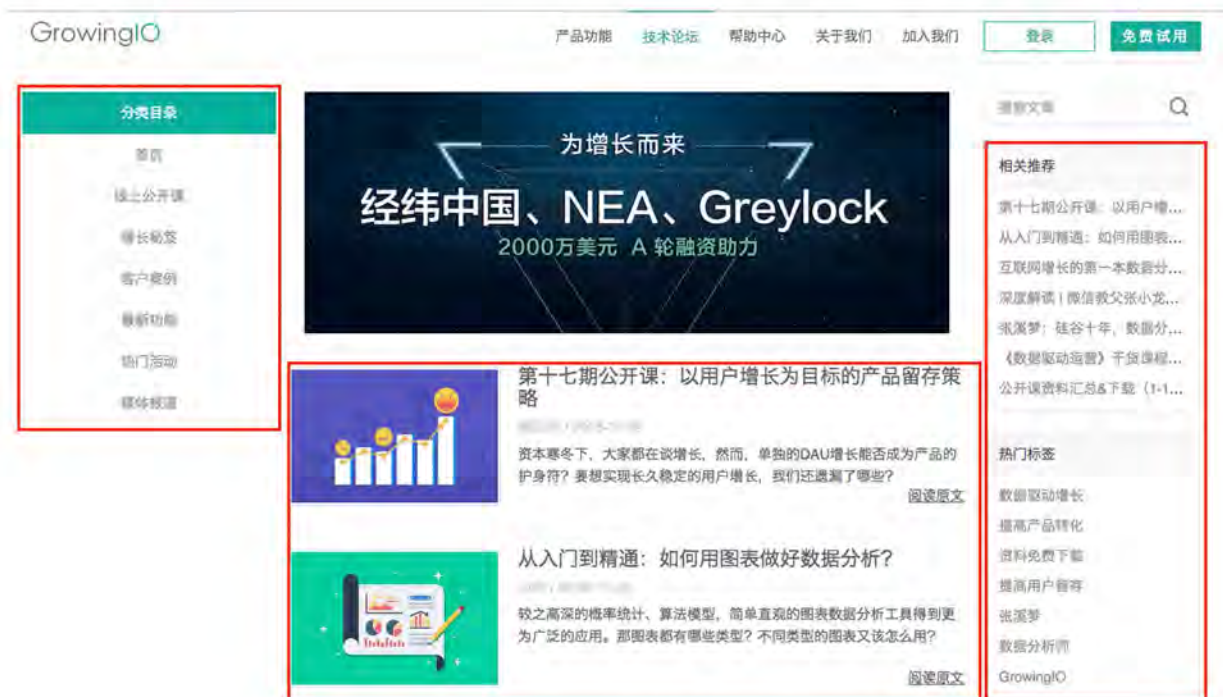 GrowingIO
产品功能 技术论坛 帮助中心 关于我们 加入我们 登录 免费试用
分类目录
首页
线上公开课
增长秘笈
客户案例
最新功能
热门活动
媒体报道
为增长而来
经纬中国、NEA、Greylock
2000万美元 A 轮融资助力
第十七期公开课：以用户增长为目标的产品留存策
略
资本寒冬下，大家都在谈增长，然而，单独的DAU增长能否成为产品的
护身符？要想实现长久稳定的用户增长，我们还遗漏了哪些？
阅读原文
从入门到精通：如何用图表做好数据分析？
较之高深的概率统计、算法模型，简单直观的图表数据分析工具得到更
为广泛的应用。那图表都有哪些类型？不同类型的图表又该怎么用？
阅读原文
搜索文章
相关推荐
第十七期公开课：以用户增...
从入门到精通：如何用图表...
互联网增长的第一本数据分...
深度解读 | 微信教父张小龙...
张溪梦：硅谷十年，数据分...
《数据驱动运营》干货课程...
公开课资料汇总&下载（1-1...
热门标签
数据驱动增长
提高产品转化
资料免费下载
提高用户留存
张溪梦
数据分析师
GrowingIO